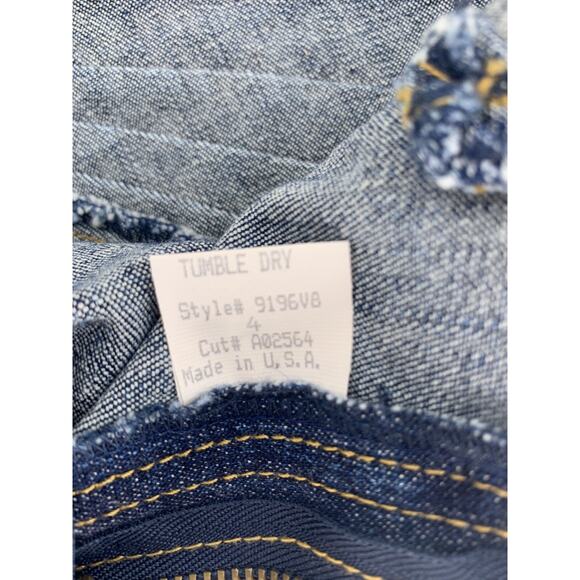 TUMBLE DRY
Style# 9196V8
4
Cut# A02564
Made in U.S.A.